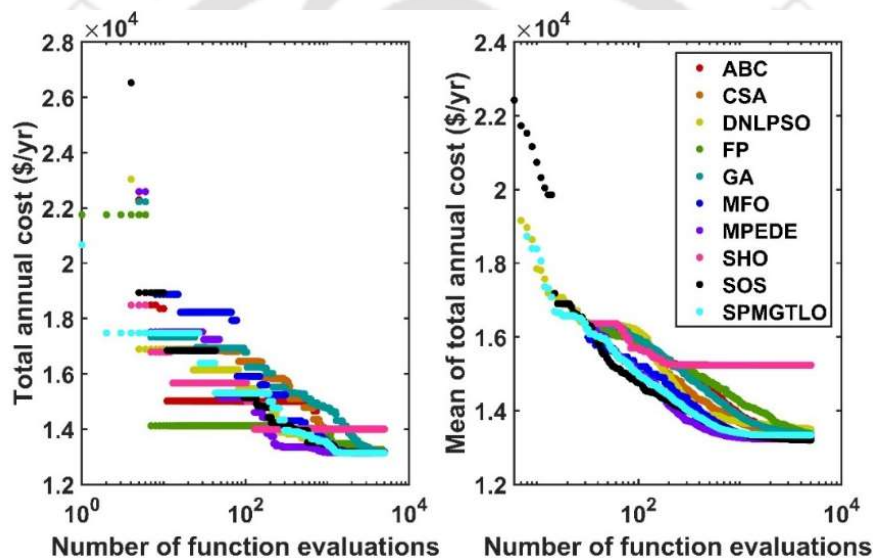 ×10⁴
2.8
2.6
2.4
2.2
2
1.8
1.6
1.4
1.2
Total annual cost ($/yr)
10⁰
10²
10⁴
Number of function evaluations
×10⁴
2.4
2.2
2
1.8
1.6
1.4
1.2
Mean of total annual cost ($/yr)
ABC
CSA
DNLPSO
FP
GA
MFO
MPEDE
SHO
SOS
SPMGTLO
10²
10⁴
Number of function evaluations